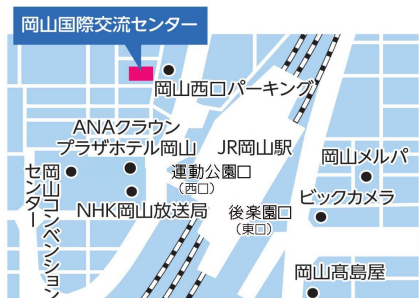 岡山国際交流センター
岡山西口パーキング
ANAクラウン
プラザホテル岡山
JR岡山駅
岡山メルパ
運動公園口
(西口)
岡山コンベンション
センター
ビックカメラ
NHK岡山放送局
後楽園口
(東口)
岡山髙島屋